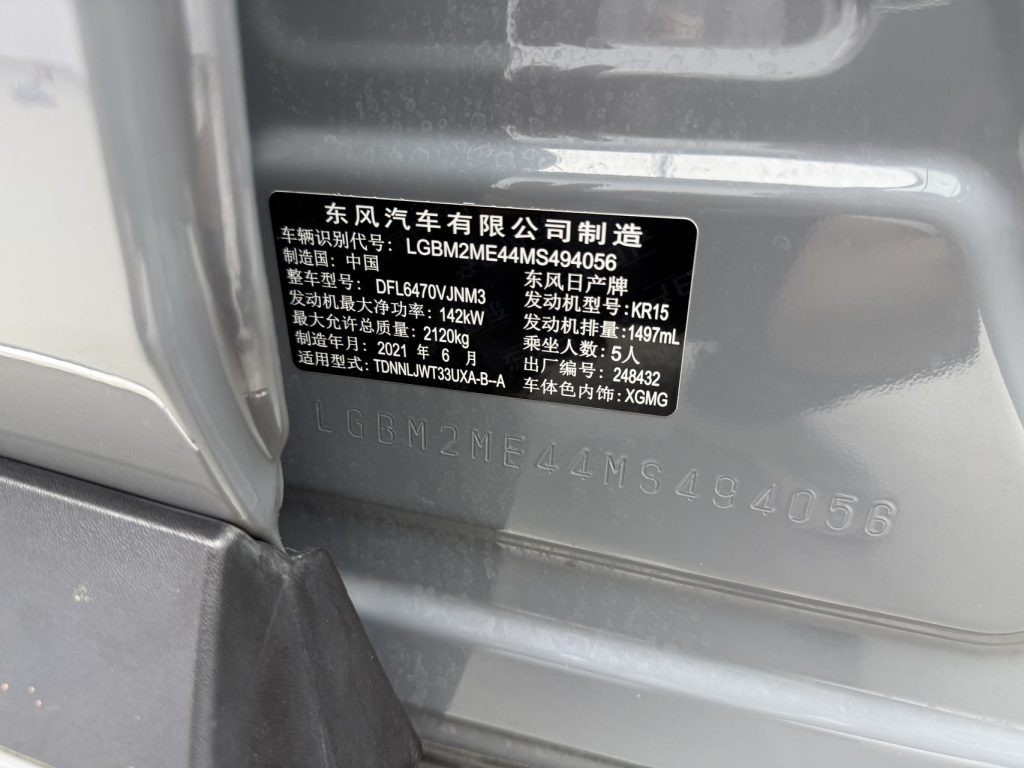 东风汽车有限公司制造
车辆识别代号: LGBM2ME44MS494056
制造国: 中国 东风日产牌
整车型号: DFL6470VJNM3 发动机型号:KR15
发动机最大净功率: 142kW 发动机排量:1497mL
最大允许总质量: 2120kg 乘坐人数: 5人
制造年月: 2021 年 6 月 出厂编号: 248432
适用型式: TDNNLJWT33UXA-B-A 车体色内饰: XGMG
LGBM2ME44MS494056